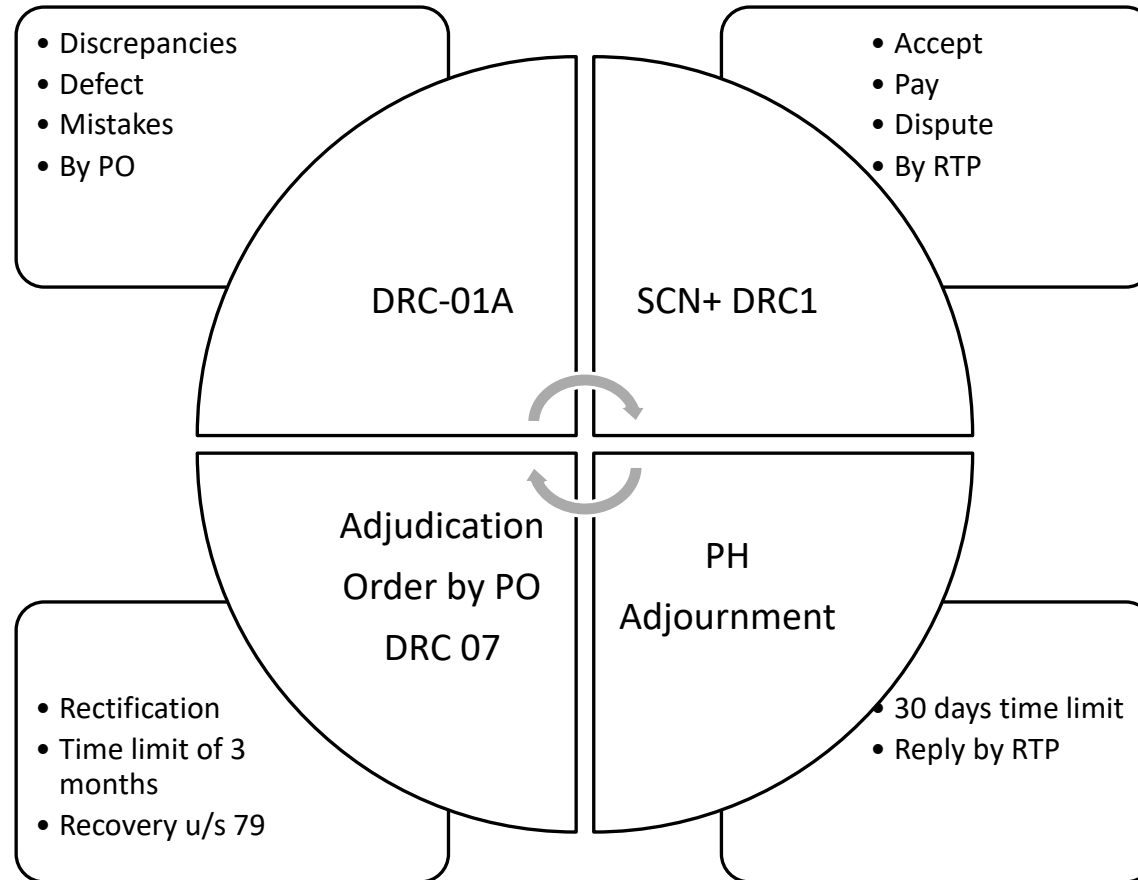 • Discrepancies
• Defect
• Mistakes
• By PO
• Accept
• Pay
• Dispute
• By RTP
DRC-01A
SCN+ DRC1
Adjudication
Order by PO
DRC 07
PH
Adjournment
• Rectification
• Time limit of 3
months
• Recovery u/s 79
• 30 days time limit
• Reply by RTP